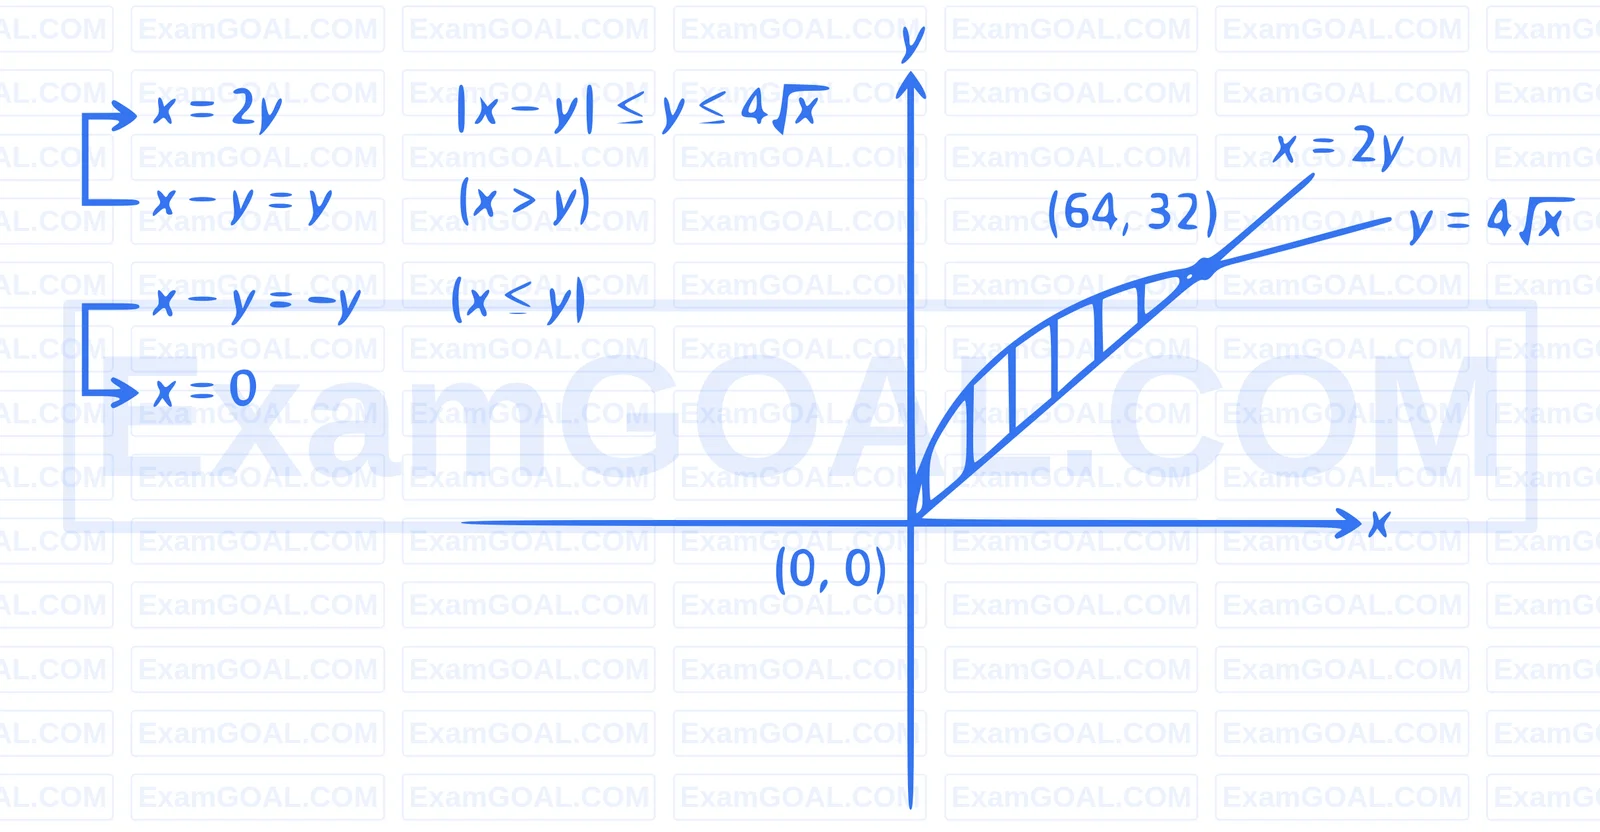 x = 2y
|x − y| ≤ y ≤ 4√x
x − y = y
(x > y)
x − y = −y
(x ≤ y)
x = 0
y
x = 2y
(64, 32)
y = 4√x
x
(0, 0)
ExamGOAL.COM